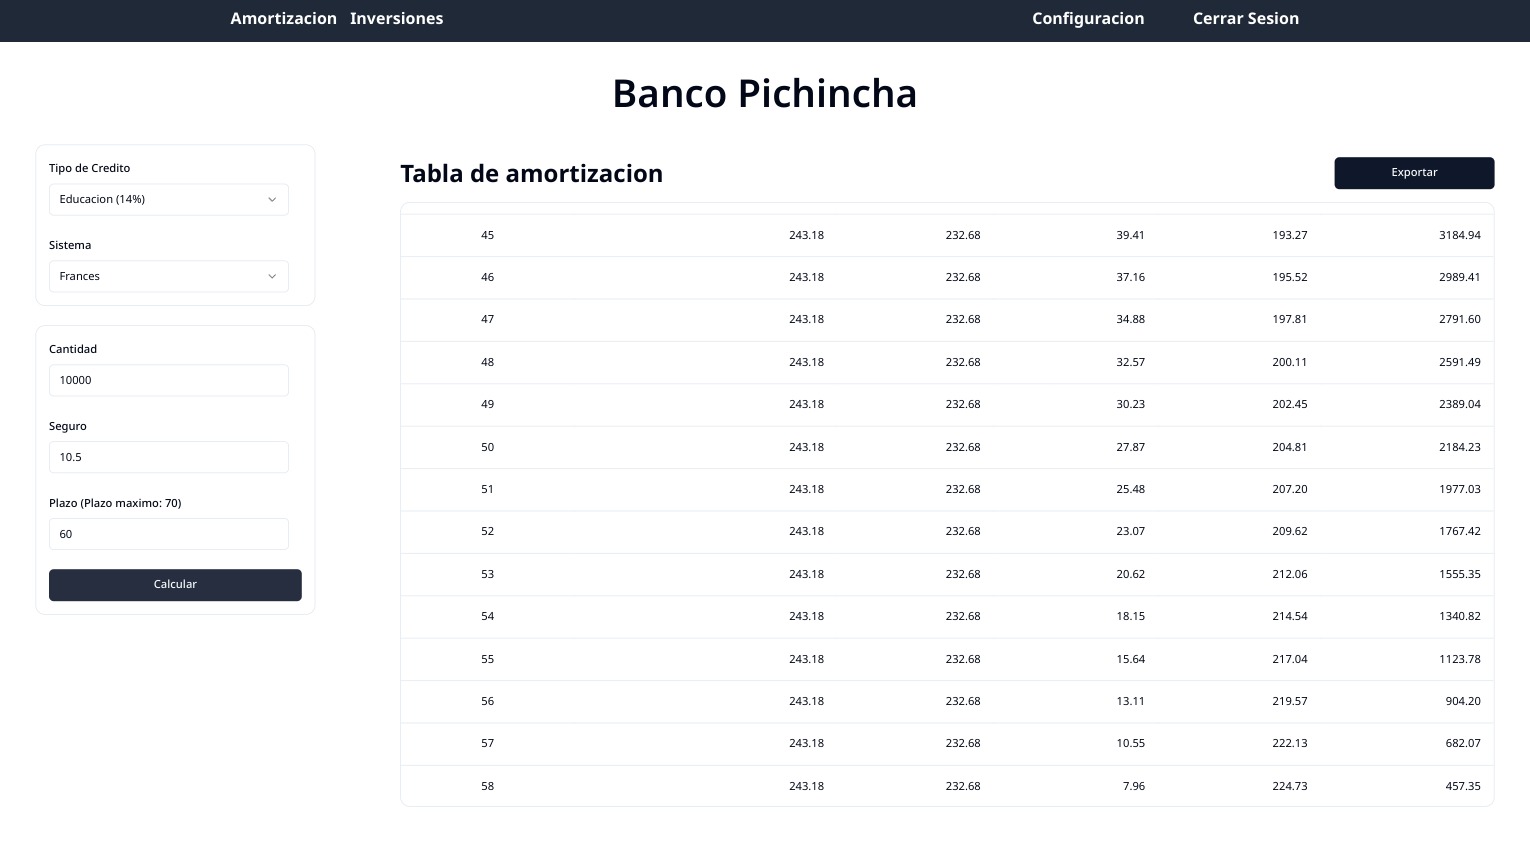 Amortizacion Inversiones Configuracion Cerrar Sesion
Banco Pichincha
Tipo de Credito
Educacion (14%)
Sistema
Frances
Cantidad
10000
Seguro
10.5
Plazo (Plazo maximo: 70)
60
Calcular
Tabla de amortizacion
Exportar
45 243.18 232.68 39.41 193.27 3184.94
46 243.18 232.68 37.16 195.52 2989.41
47 243.18 232.68 34.88 197.81 2791.60
48 243.18 232.68 32.57 200.11 2591.49
49 243.18 232.68 30.23 202.45 2389.04
50 243.18 232.68 27.87 204.81 2184.23
51 243.18 232.68 25.48 207.20 1977.03
52 243.18 232.68 23.07 209.62 1767.42
53 243.18 232.68 20.62 212.06 1555.35
54 243.18 232.68 18.15 214.54 1340.82
55 243.18 232.68 15.64 217.04 1123.78
56 243.18 232.68 13.11 219.57 904.20
57 243.18 232.68 10.55 222.13 682.07
58 243.18 232.68 7.96 224.73 457.35